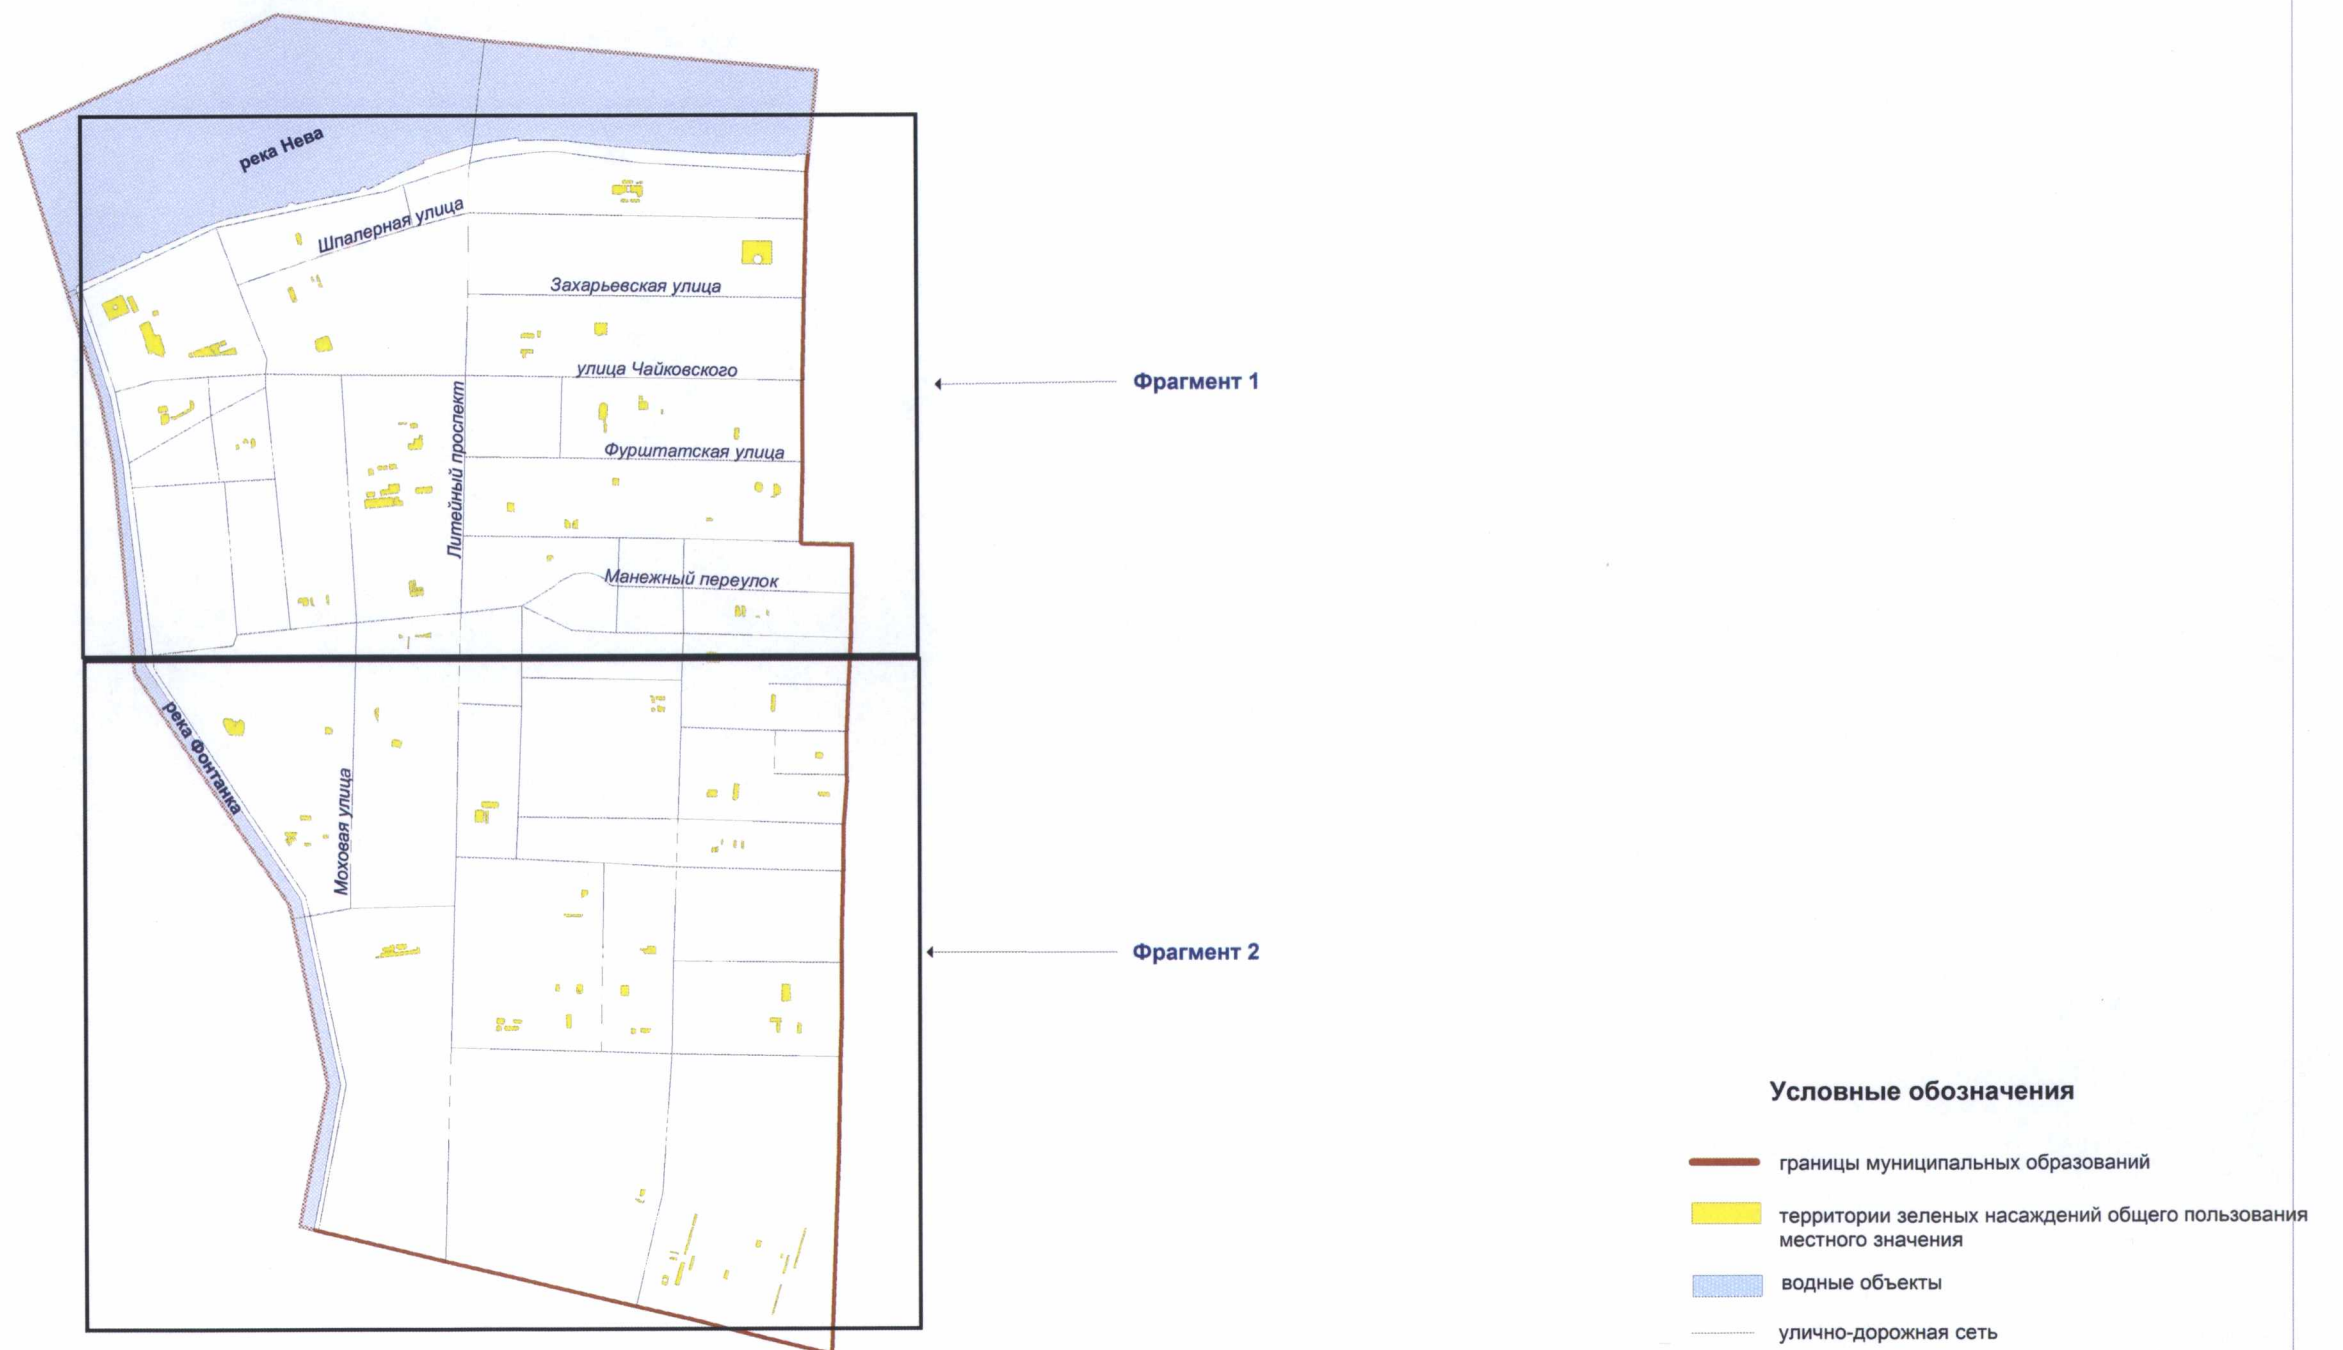 река Нева
Шпалерная улица
Захарьевская улица
улица Чайковского
Фрагмент 1
Литейный проспект
Фурштатская улица
Манежный переулок
река Фонтанка
Моховая улица
Фрагмент 2
Условные обозначения
границы муниципальных образований
территории зеленых насаждений общего пользования
местного значения
водные объекты
улично-дорожная сеть